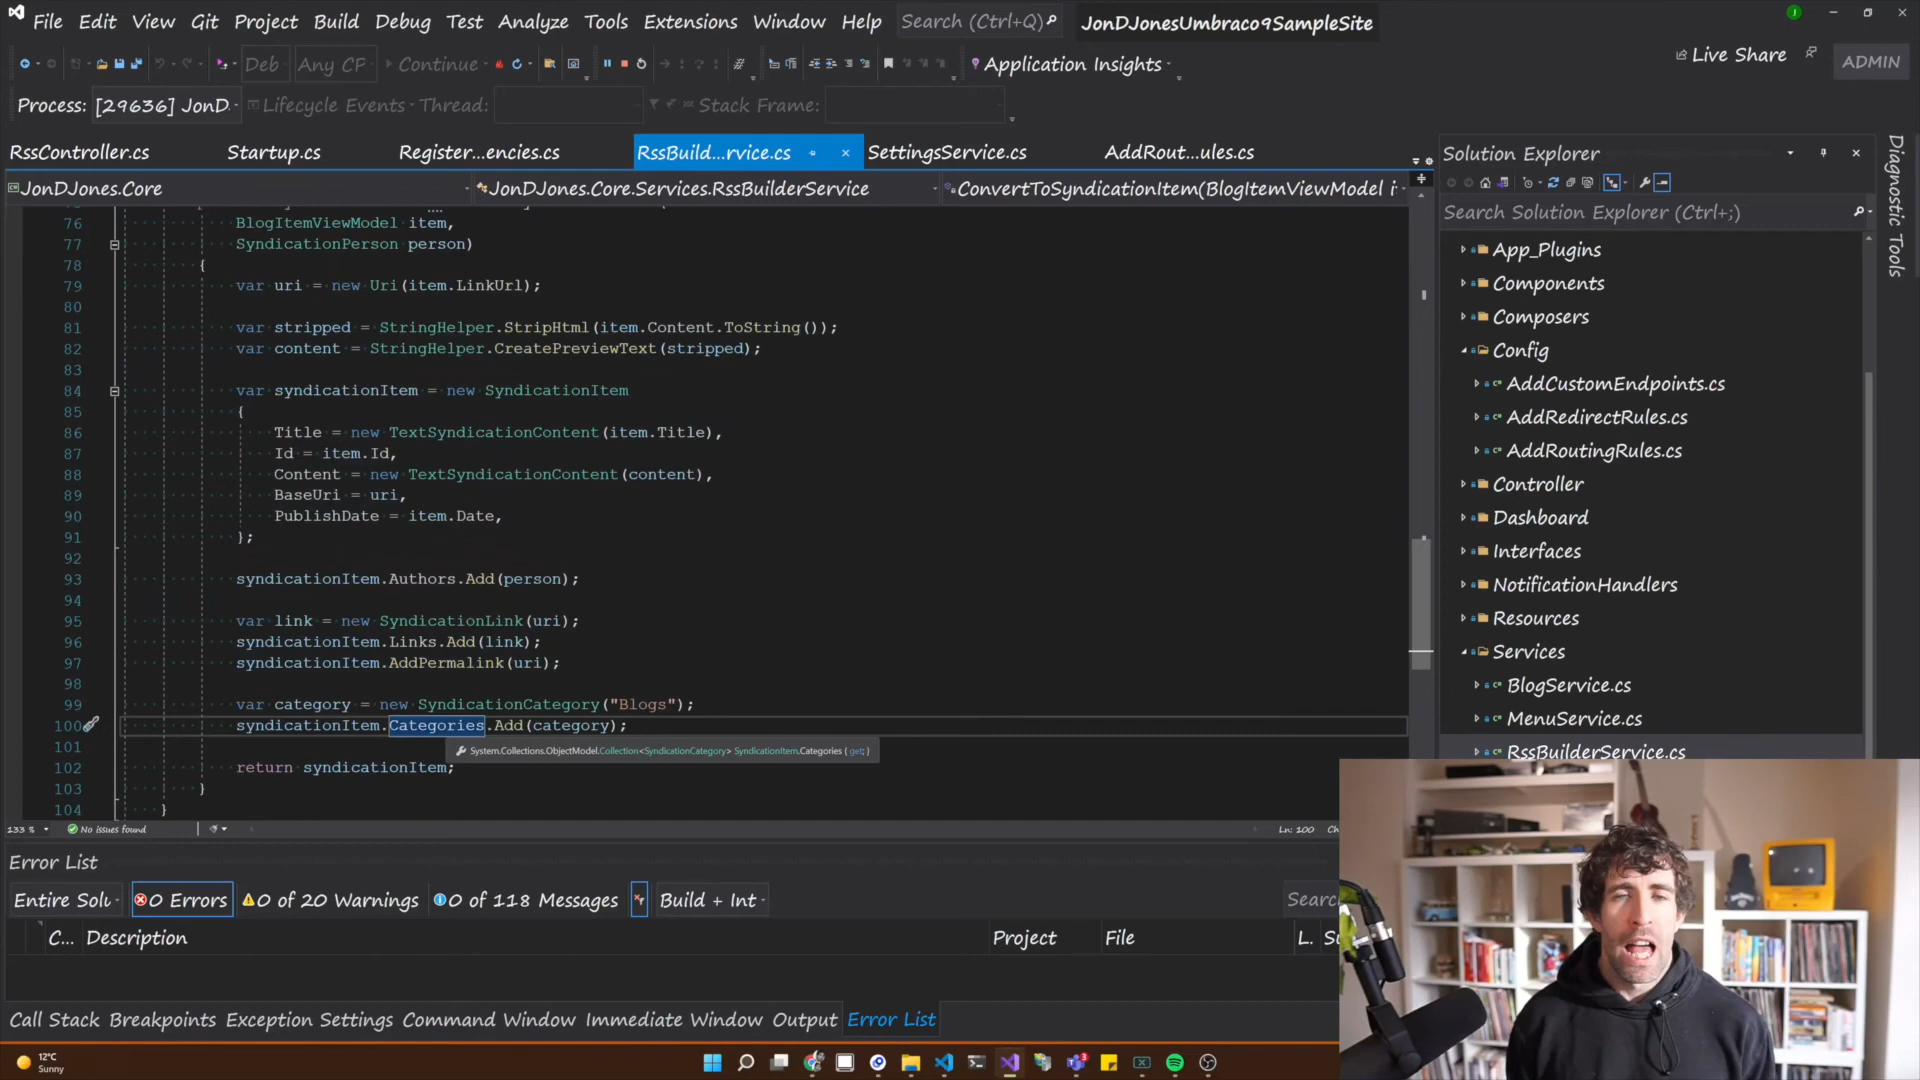 File Edit View Git Project Build Debug Test Analyze Tools Extensions Window Help Search (Ctrl+Q) JonDJonesUmbraco9SampleSite
Deb Any CF Continue Application Insights Live Share ADMIN
Process: [29636] JonD. Lifecycle Events Thread: Stack Frame:
RssController.cs Startup.cs Register...encies.cs RssBuild...rvice.cs SettingsService.cs AddRout...ules.cs
JonDJones.Core JonDJones.Core.Services.RssBuilderService ConvertToSyndicationItem(BlogItemViewModel i
76 BlogItemViewModel item,
77 SyndicationPerson person)
78 {
79 var uri = new Uri(item.LinkUrl);
80
81 var stripped = StringHelper.StripHtml(item.Content.ToString());
82 var content = StringHelper.CreatePreviewText(stripped);
83
84 var syndicationItem = new SyndicationItem
85 {
86 Title = new TextSyndicationContent(item.Title),
87 Id = item.Id,
88 Content = new TextSyndicationContent(content),
89 BaseUri = uri,
90 PublishDate = item.Date,
91 };
92
93 syndicationItem.Authors.Add(person);
94
95 var link = new SyndicationLink(uri);
96 syndicationItem.Links.Add(link);
97 syndicationItem.AddPermalink(uri);
98
99 var category = new SyndicationCategory("Blogs");
100 syndicationItem.Categories.Add(category);
System.Collections.ObjectModel.Collection<SyndicationCategory> SyndicationItem.Categories { get; }
101
102 return syndicationItem;
103 }
104 }
133 % No issues found Ln: 100 Ch
Solution Explorer
Search Solution Explorer (Ctrl+;)
App_Plugins
Components
Composers
Config
AddCustomEndpoints.cs
AddRedirectRules.cs
AddRoutingRules.cs
Controller
Dashboard
Interfaces
NotificationHandlers
Resources
Services
BlogService.cs
MenuService.cs
RssBuilderService.cs
Diagnostic Tools
Error List
Entire Solu 0 Errors 0 of 20 Warnings 0 of 118 Messages Build + Int Search
C... Description Project File L. Su
Call Stack Breakpoints Exception Settings Command Window Immediate Window Output Error List
12°C
Sunny
3